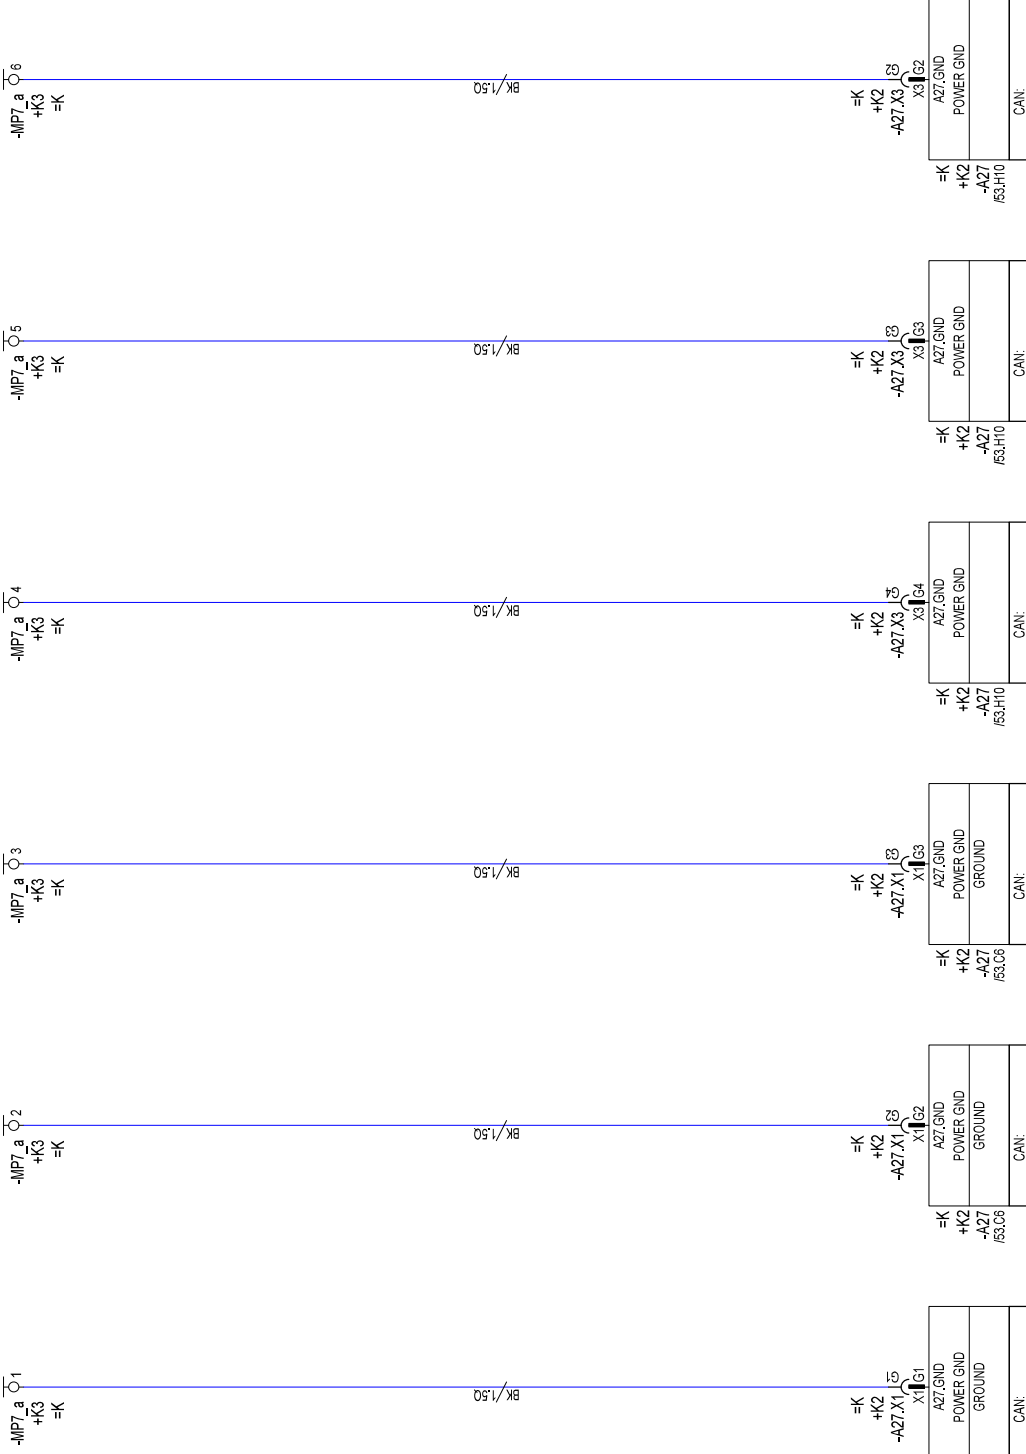 -MP7_a 1
+K3
=K
BK/1.5Q
=K
+K2
-A27.X1 G1
X1 G1
A27.GND
POWER GND
GROUND
CAN:
-MP7_a 2
+K3
=K
BK/1.5Q
=K
+K2
-A27.X1 G2
X1 G2
=K A27.GND
+K2 POWER GND
-A27 GROUND
/53.C6
CAN:
-MP7_a 3
+K3
=K
BK/1.5Q
=K
+K2
-A27.X1 G3
X1 G3
=K A27.GND
+K2 POWER GND
-A27 GROUND
/53.C6
CAN:
-MP7_a 4
+K3
=K
BK/1.5Q
=K
+K2
-A27.X3 G4
X3 G4
=K A27.GND
+K2 POWER GND
-A27
/53.H10
CAN:
-MP7_a 5
+K3
=K
BK/1.5Q
=K
+K2
-A27.X3 G3
X3 G3
=K A27.GND
+K2 POWER GND
-A27
/53.H10
CAN:
-MP7_a 6
+K3
=K
BK/1.5Q
=K
+K2
-A27.X3 G2
X3 G2
=K A27.GND
+K2 POWER GND
-A27
/53.H10
CAN: